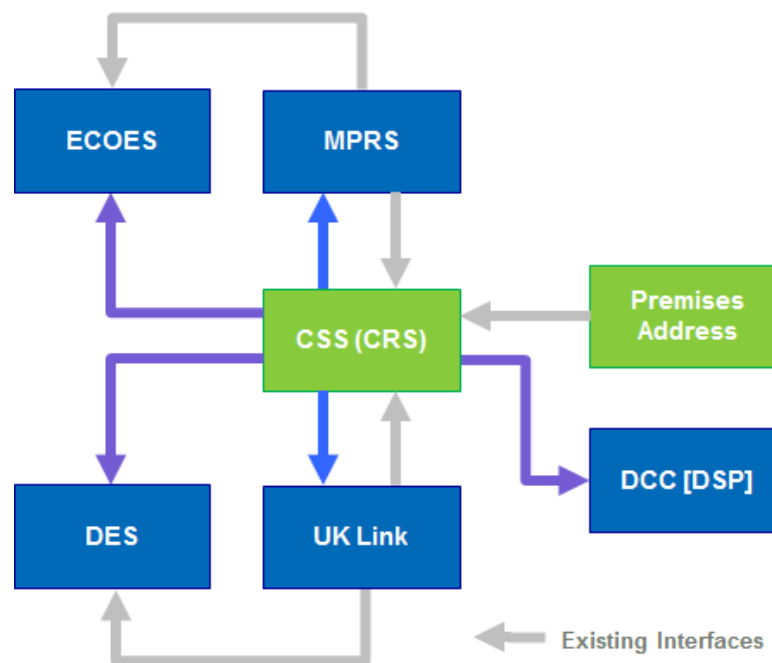 ECOES
MPRS
CSS (CRS)
Premises
Address
DCC [DSP]
DES
UK Link
Existing Interfaces